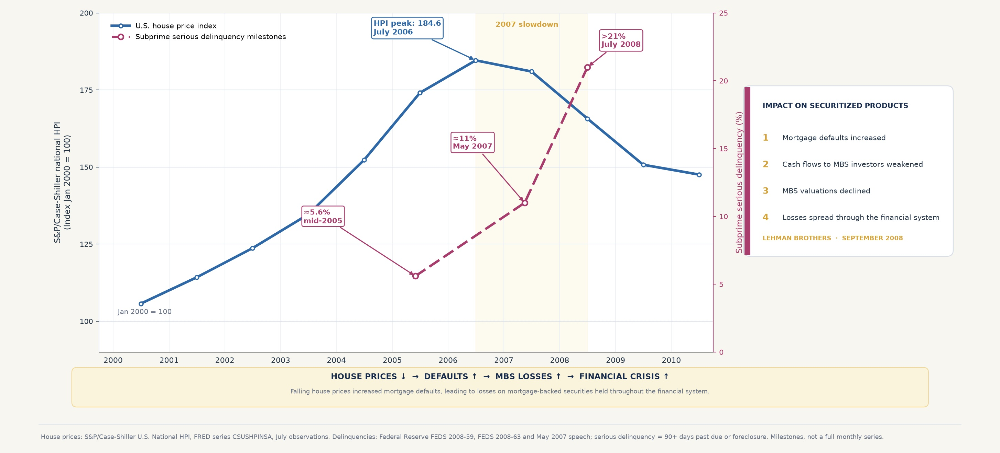 200
175
150
125
100
S&P/Case-Shiller national HPI
(Index Jan 2000 = 100)
U.S. house price index
Subprime serious delinquency milestones
HPI peak: 184.6
July 2006
2007 slowdown
>21%
July 2008
≈11%
May 2007
≈5.6%
mid-2005
Jan 2000 = 100
2000 2001 2002 2003 2004 2005 2006 2007 2008 2009 2010
25
20
15
10
5
0
Subprime serious delinquency (%)
IMPACT ON SECURITIZED PRODUCTS
1 Mortgage defaults increased
2 Cash flows to MBS investors weakened
3 MBS valuations declined
4 Losses spread through the financial system
LEHMAN BROTHERS · SEPTEMBER 2008
HOUSE PRICES ↓ → DEFAULTS ↑ → MBS LOSSES ↑ → FINANCIAL CRISIS ↑
Falling house prices increased mortgage defaults, leading to losses on mortgage-backed securities held throughout the financial system.
House prices: S&P/Case-Shiller U.S. National HPI, FRED series CSUSHPINSA, July observations. Delinquencies: Federal Reserve FEDS 2008-59, FEDS 2008-63 and May 2007 speech; serious delinquency = 90+ days past due or foreclosure. Milestones, not a full monthly series.